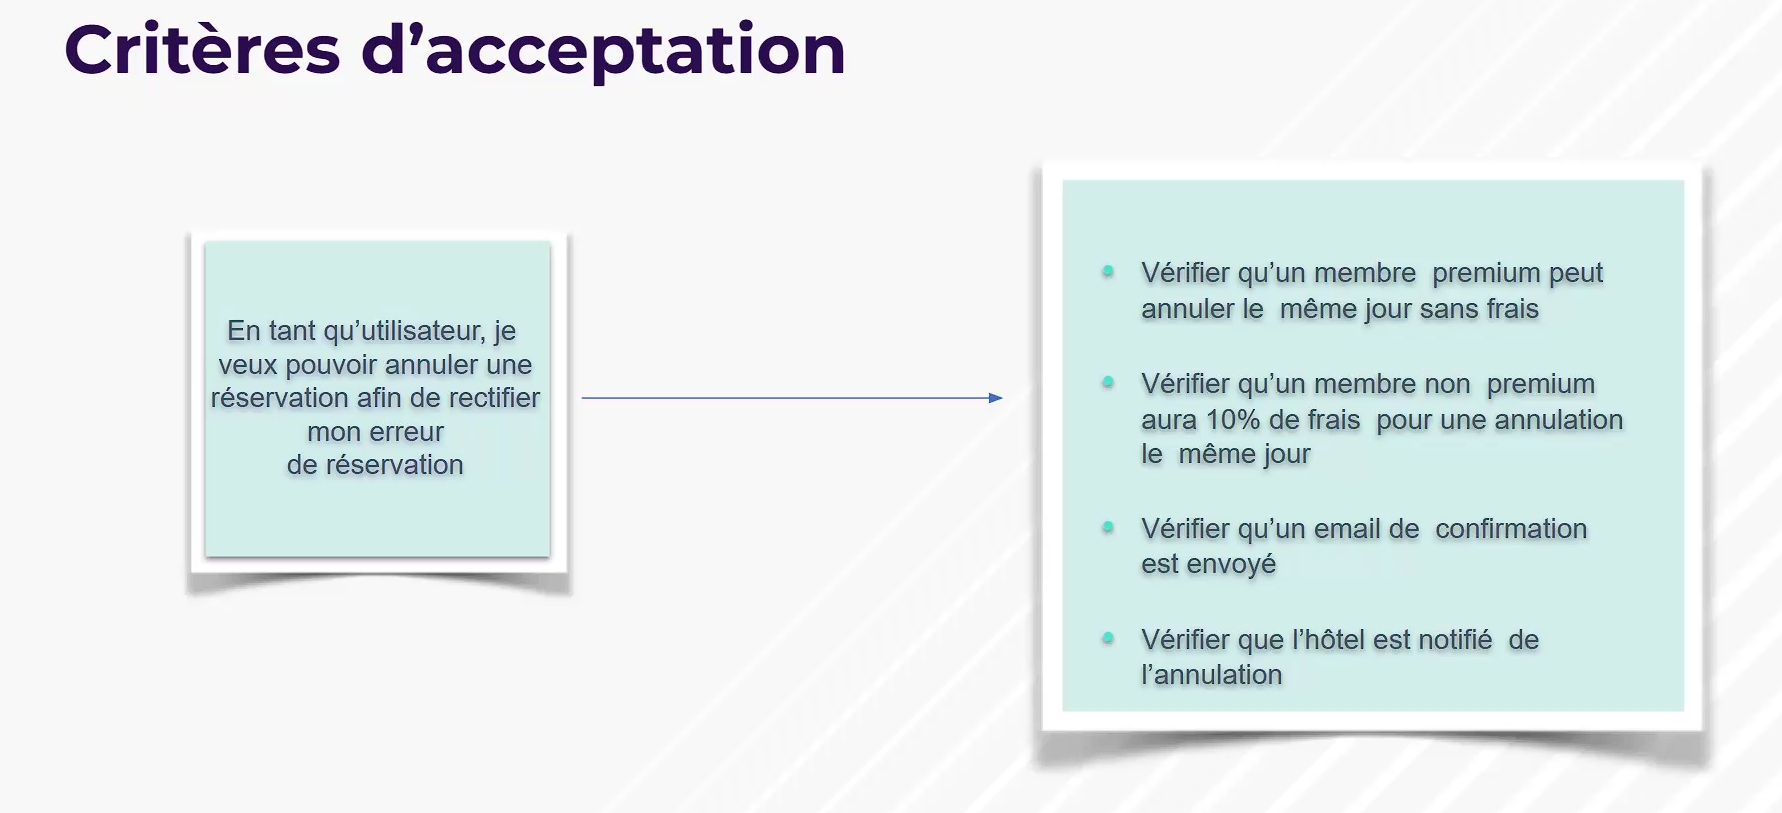 Critères d’acceptation
En tant qu’utilisateur, je
veux pouvoir annuler une
réservation afin de rectifier
mon erreur
de réservation
• Vérifier qu’un membre premium peut
annuler le même jour sans frais
• Vérifier qu’un membre non premium
aura 10% de frais pour une annulation
le même jour
• Vérifier qu’un email de confirmation
est envoyé
• Vérifier que l’hôtel est notifié de
l’annulation